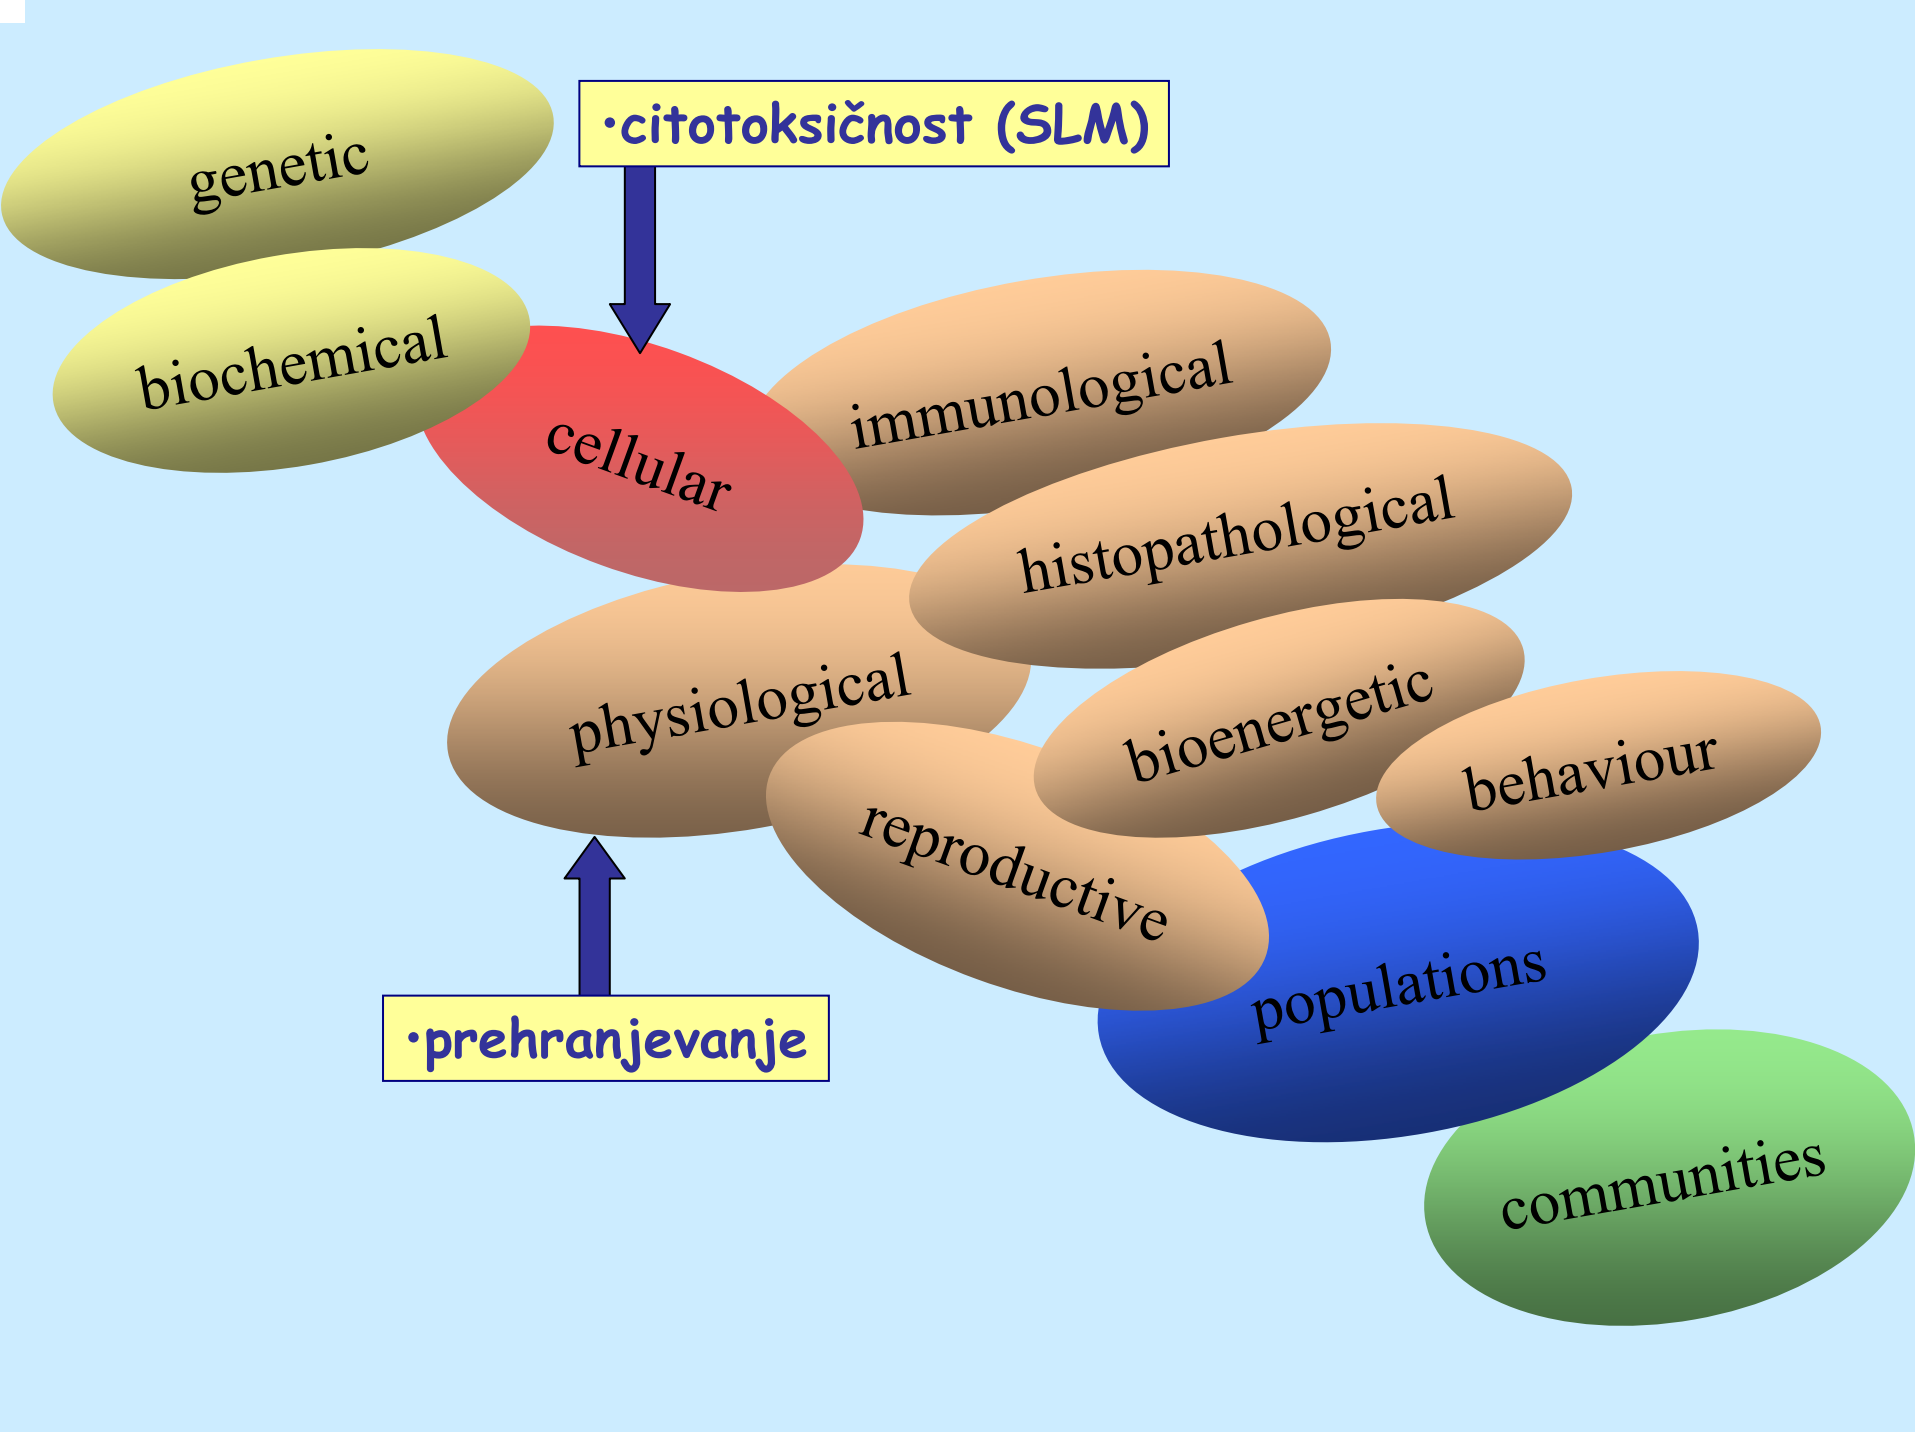 genetic
•citotoksičnost (SLM)
biochemical
cellular
immunological
histopathological
physiological
bioenergetic
behaviour
reproductive
populations
•prehranjevanje
communities